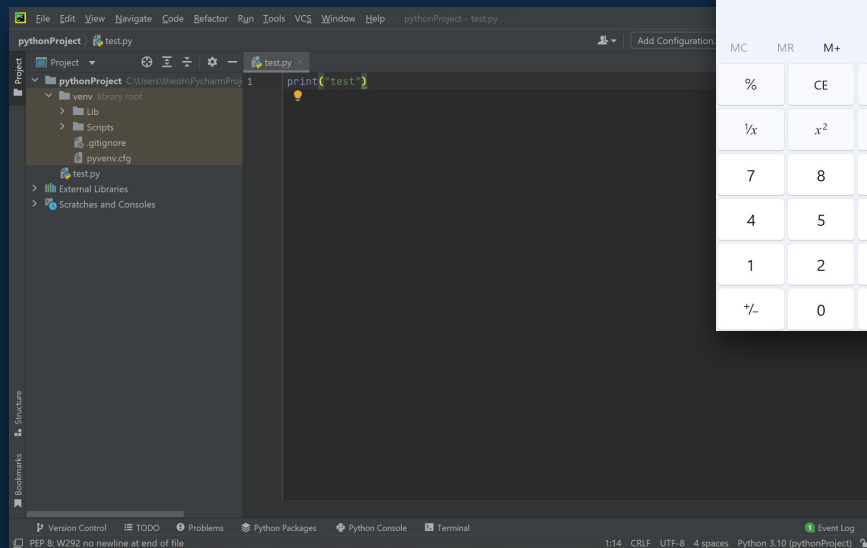 File Edit View Navigate Code Refactor Run Tools VCS Window Help pythonProject - test.py
pythonProject test.py Add Configuration.
Project
Project test.py
pythonProject C:\Users\theoh\PycharmProj
1 print("test")
venv library root
Lib
Scripts
.gitignore
pyvenv.cfg
test.py
External Libraries
Scratches and Consoles
MC MR M+
% CE
1/x x²
7 8
4 5
1 2
+/− 0
Structure
Bookmarks
Version Control TODO Problems Python Packages Python Console Terminal 1 Event Log
PEP 8: W292 no newline at end of file 1:14 CRLF UTF-8 4 spaces Python 3.10 (pythonProject)